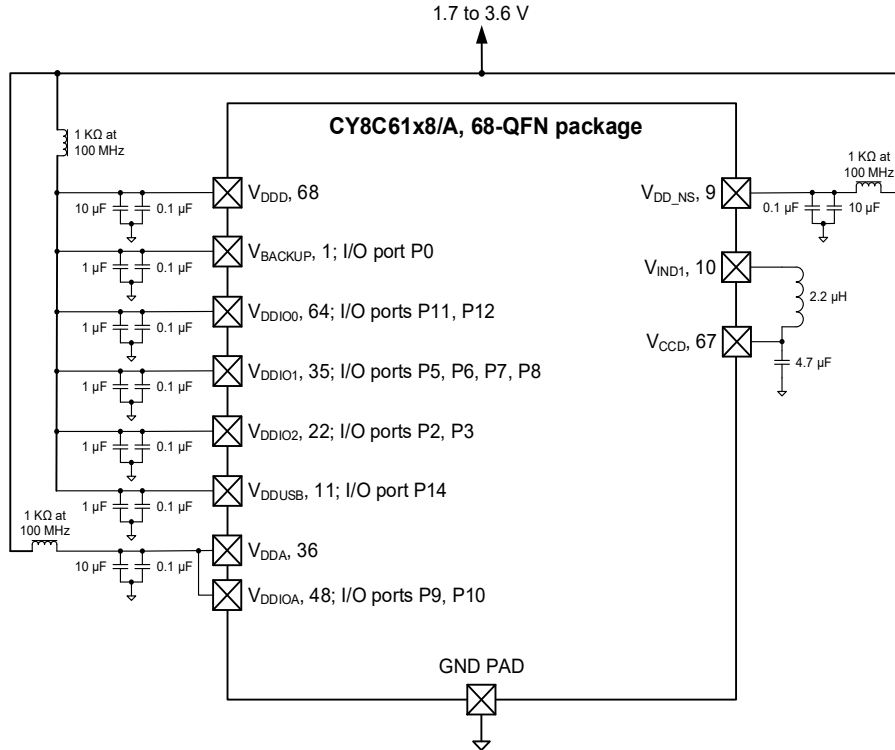 1.7 to 3.6 V
CY8C61x8/A, 68-QFN package
1 KΩ at
100 MHz
10 µF
0.1 µF
VDDD, 68
1 µF
0.1 µF
VBACKUP, 1; I/O port P0
1 µF
0.1 µF
VDDIO0, 64; I/O ports P11, P12
1 µF
0.1 µF
VDDIO1, 35; I/O ports P5, P6, P7, P8
1 µF
0.1 µF
VDDIO2, 22; I/O ports P2, P3
1 µF
0.1 µF
VDDUSB, 11; I/O port P14
1 KΩ at
100 MHz
10 µF
0.1 µF
VDDA, 36
VDDIOA, 48; I/O ports P9, P10
1 KΩ at
100 MHz
VDD_NS, 9
0.1 µF
10 µF
VIND1, 10
2.2 µH
VCCD, 67
4.7 µF
GND PAD